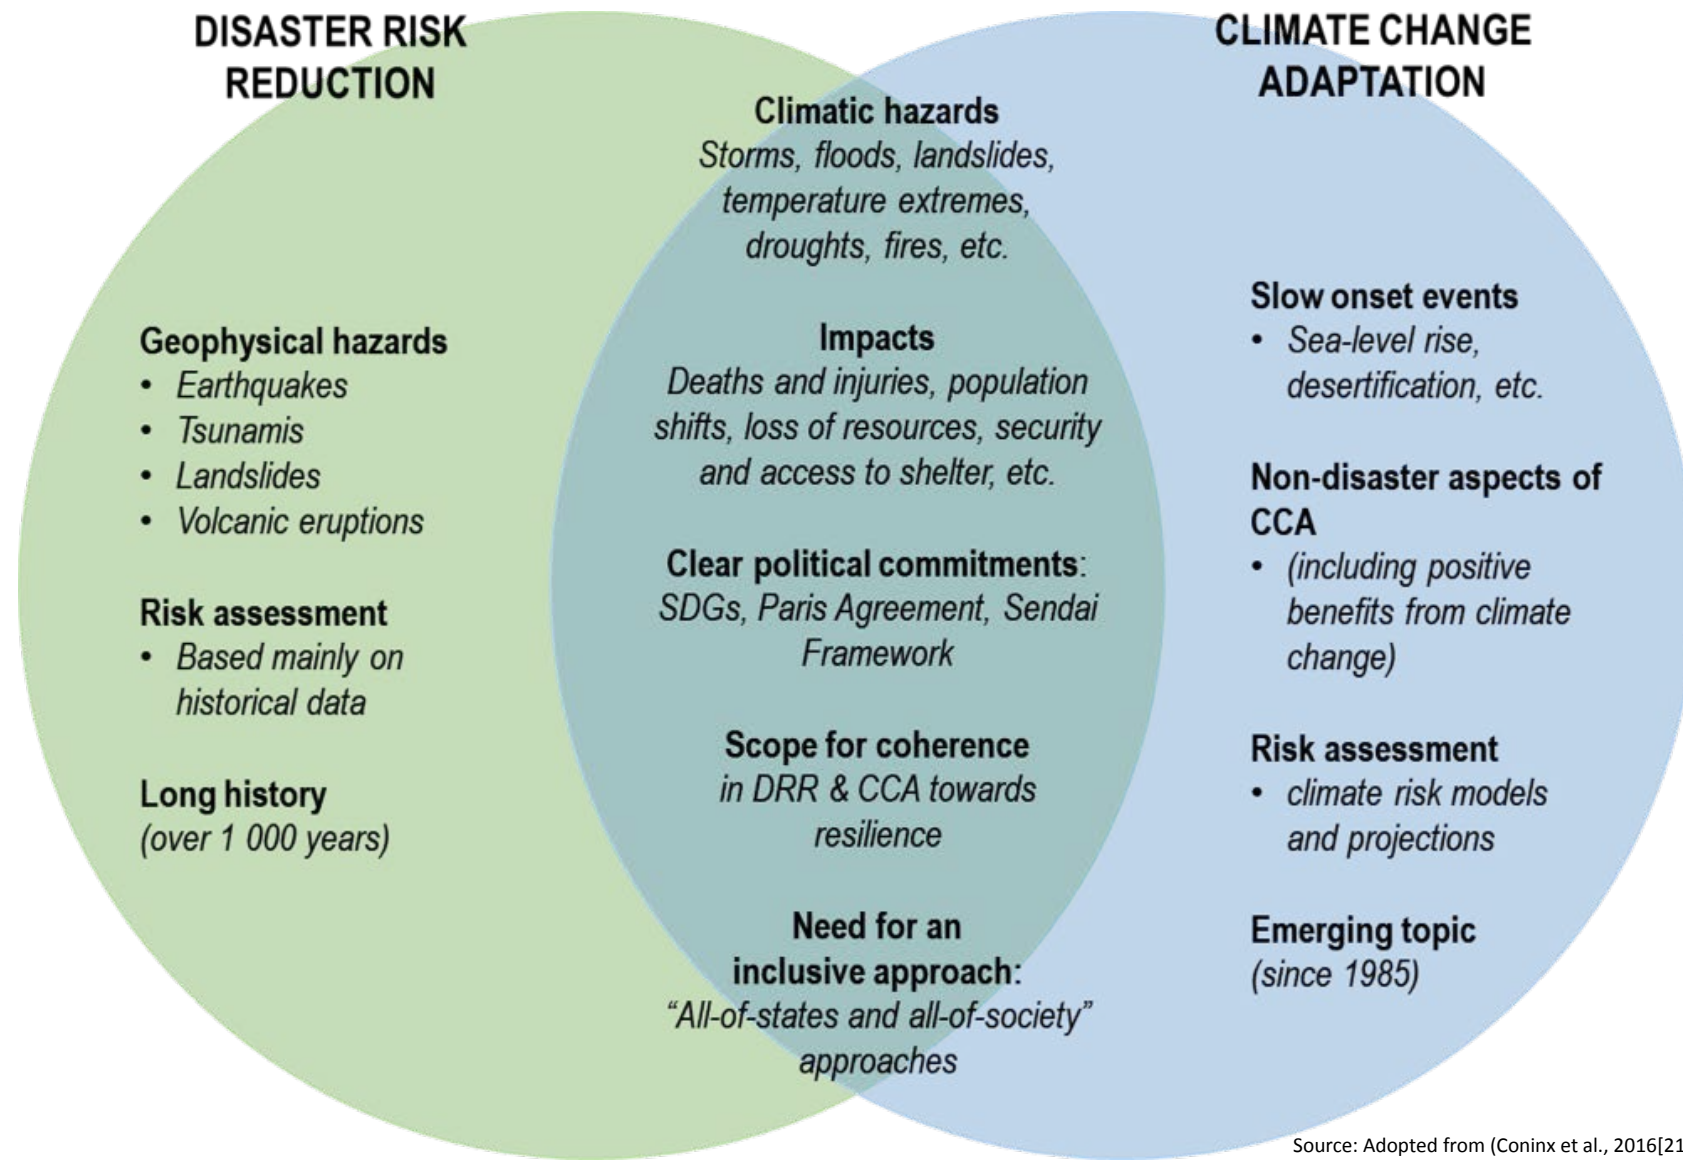 DISASTER RISK
REDUCTION
Geophysical hazards
• Earthquakes
• Tsunamis
• Landslides
• Volcanic eruptions
Risk assessment
• Based mainly on
historical data
Long history
(over 1 000 years)
Climatic hazards
Storms, floods, landslides,
temperature extremes,
droughts, fires, etc.
Impacts
Deaths and injuries, population
shifts, loss of resources, security
and access to shelter, etc.
Clear political commitments:
SDGs, Paris Agreement, Sendai
Framework
Scope for coherence
in DRR & CCA towards
resilience
Need for an
inclusive approach:
“All-of-states and all-of-society”
approaches
CLIMATE CHANGE
ADAPTATION
Slow onset events
• Sea-level rise,
desertification, etc.
Non-disaster aspects of
CCA
• (including positive
benefits from climate
change)
Risk assessment
• climate risk models
and projections
Emerging topic
(since 1985)
Source: Adopted from (Coninx et al., 2016[21